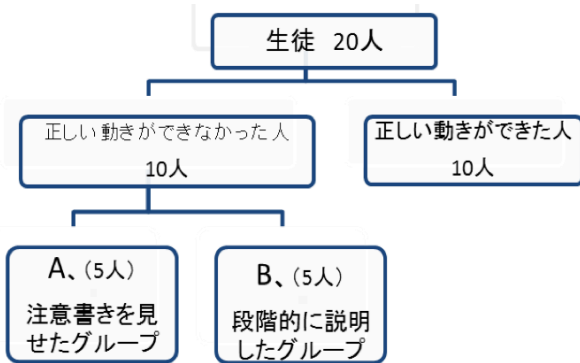 生徒 20人
正しい動きができなかった人
10人
正しい動きができた人
10人
A、(5人)
注意書きを見
せたグループ
B、(5人)
段階的に説明
したグループ